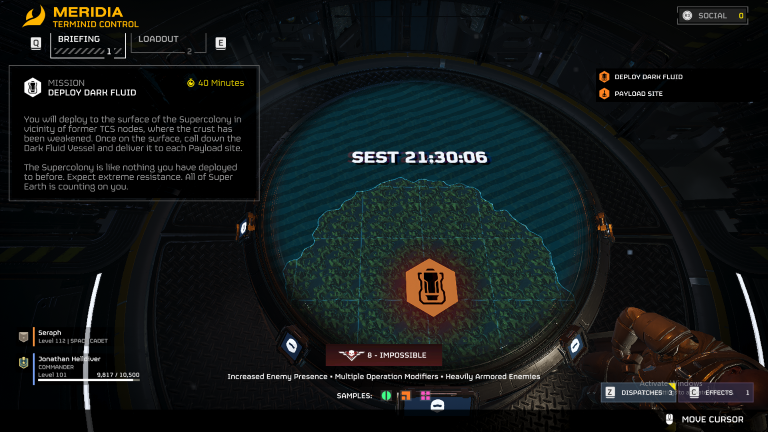 MERIDIA
TERMINID CONTROL
SOCIAL 0
Q
BRIEFING
1
LOADOUT
2
E
MISSION
DEPLOY DARK FLUID
40 Minutes
You will deploy to the surface of the Supercolony in
vicinity of former TCS nodes, where the crust has
been weakened. Once on the surface, call down the
Dark Fluid Vessel and deliver it to each Payload site.
The Supercolony is like nothing you have deployed
to before. Expect extreme resistance. All of Super
Earth is counting on you.
DEPLOY DARK FLUID
PAYLOAD SITE
SEST 21:30:06
Seraph
Level 112 | SPACE CADET
Jonathan Helldiver
COMMANDER
Level 101
9,817 / 10,500
8 - IMPOSSIBLE
Increased Enemy Presence • Multiple Operation Modifiers • Heavily Armored Enemies
SAMPLES:
Activate Windows
Z DISPATCHES 3
C EFFECTS 1
MOVE CURSOR